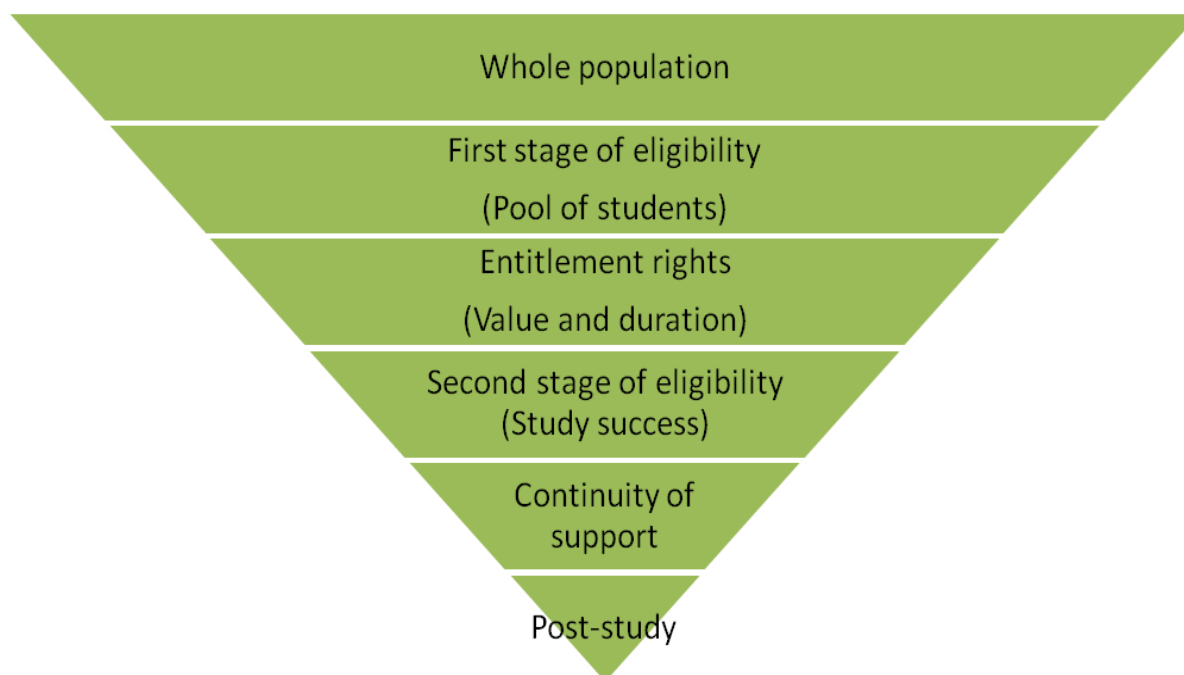 Whole population
First stage of eligibility
(Pool of students)
Entitlement rights
(Value and duration)
Second stage of eligibility
(Study success)
Continuity of
support
Post-study